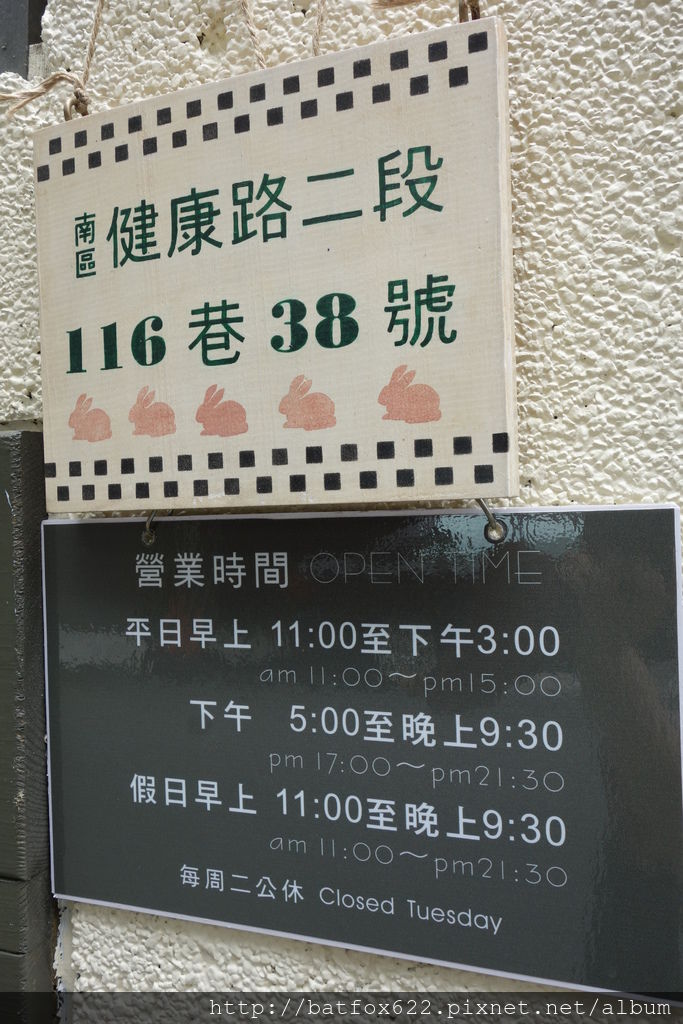 南區 健康路二段
116 巷 38 號
營業時間 OPEN TIME
平日早上 11:00至下午3:00
am 11:00～pm15:00
下午 5:00至晚上9:30
pm 17:00～pm21:30
假日早上 11:00至晚上9:30
am 11:00～pm21:30
每周二公休 Closed Tuesday
http://batfox622.pixnet.net/album